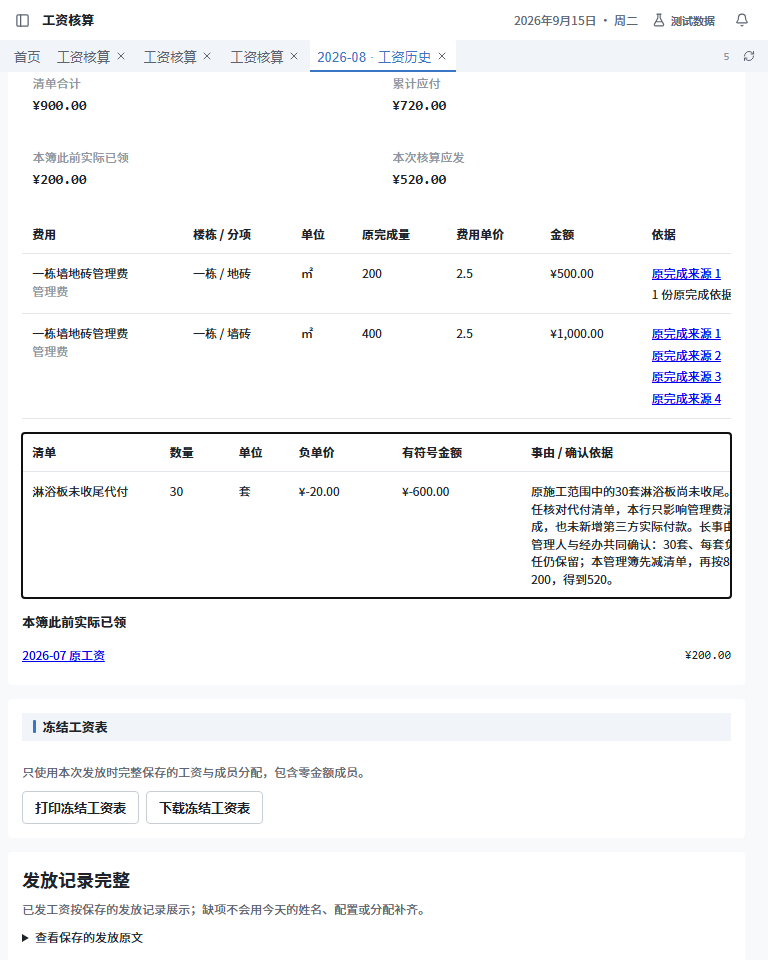 工资核算
2026年9月15日 • 周二
测试数据
首页
工资核算 ×
工资核算 ×
工资核算 ×
2026-08 · 工资历史 ×
5
清单合计
累计应付
¥900.00
¥720.00
本簿此前实际已领
本次核算应发
¥200.00
¥520.00
费用 楼栋 / 分项 单位 原完成量 费用单价 金额 依据
一栋墙地砖管理费 一栋 / 地砖 ㎡ 200 2.5 ¥500.00 原完成来源 1
管理费 1 份原完成依据
一栋墙地砖管理费 一栋 / 墙砖 ㎡ 400 2.5 ¥1,000.00 原完成来源 1
管理费 原完成来源 2
原完成来源 3
原完成来源 4
清单 数量 单位 负单价 有符号金额 事由 / 确认依据
淋浴板未收尾代付 30 套 ¥-20.00 ¥-600.00 原施工范围中的30套淋浴板尚未收尾。
任核对代付清单，本行只影响管理费清
成，也未新增第三方实际付款。长事由
管理人与经办共同确认：30套、每套负
任仍保留；本管理簿先减清单，再按8
200，得到520。
本簿此前实际已领
2026-07 原工资 ¥200.00
冻结工资表
只使用本次发放时完整保存的工资与成员分配，包含零金额成员。
打印冻结工资表
下载冻结工资表
发放记录完整
已发工资按保存的发放记录展示；缺项不会用今天的姓名、配置或分配补齐。
查看保存的发放原文